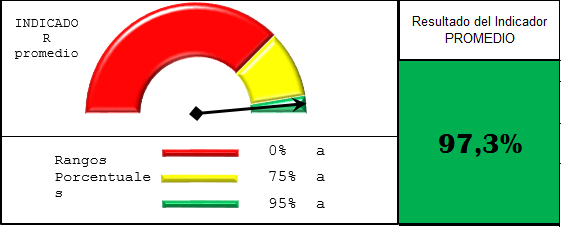 INDICADO
R
promedio
Resultado del Indicador
PROMEDIO
97,3%
Rangos
Porcentuale
s
0% a
75% a
95% a